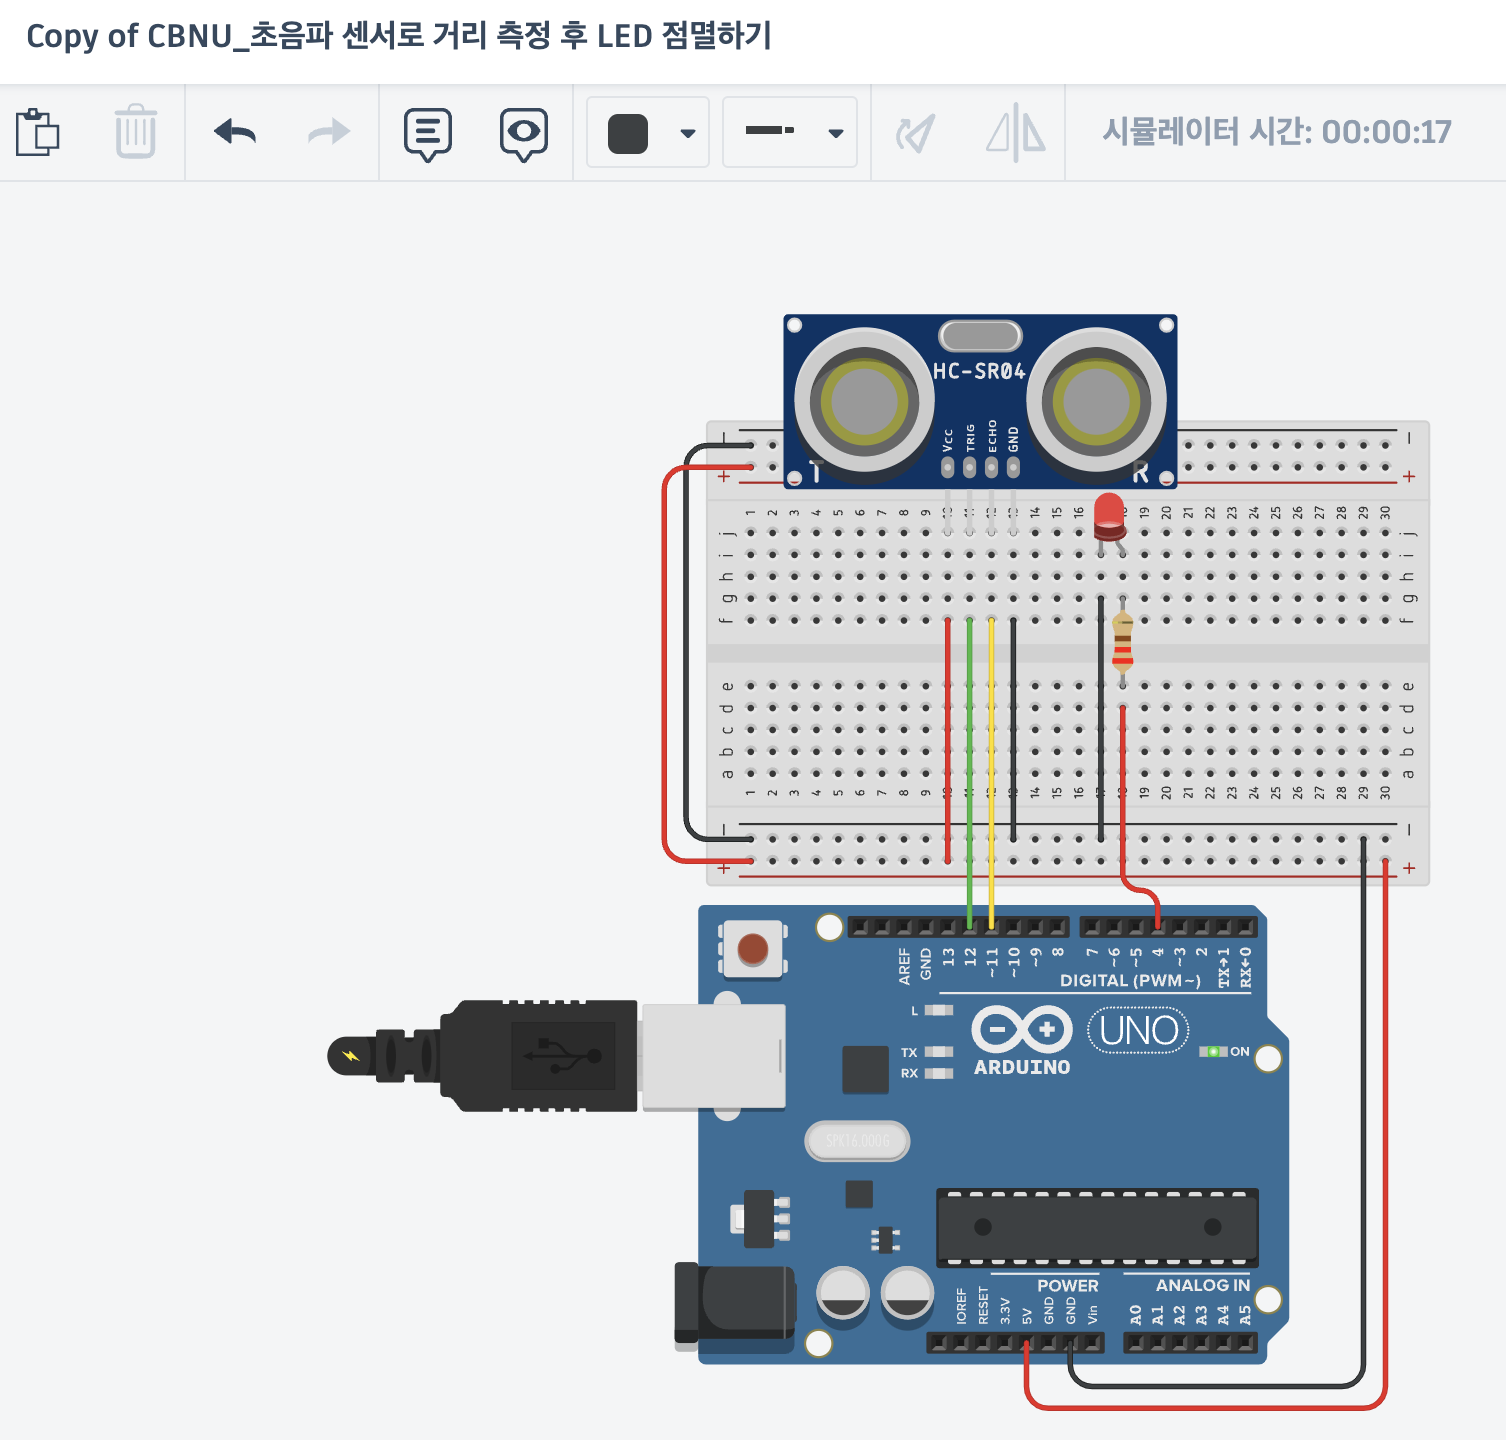 Copy of CBNU_초음파 센서로 거리 측정 후 LED 점멸하기
시뮬레이터 시간: 00:00:17
HC-SR04
VCC TRIG ECHO GND
T R
1 2 3 4 5 6 7 8 9 10 11 12 13 14 15 16 18 19 20 21 22 23 24 25 26 27 28 29 30
j j
i i
h h
g g
f f
e e
d d
c c
b b
a a
1 2 3 4 5 6 7 8 9 10 11 12 13 14 15 16 17 18 19 20 21 22 23 24 25 26 27 28 29 30
AREF GND 13 12 ~11 ~10 ~9 8 7 ~6 ~5 4 ~3 2 TX→1 RX←0
DIGITAL (PWM~)
L
UNO
TX
ON
RX
ARDUINO
SPK16.000G
POWER ANALOG IN
IOREF RESET 3.3V 5V GND GND Vin A0 A1 A2 A3 A4 A5